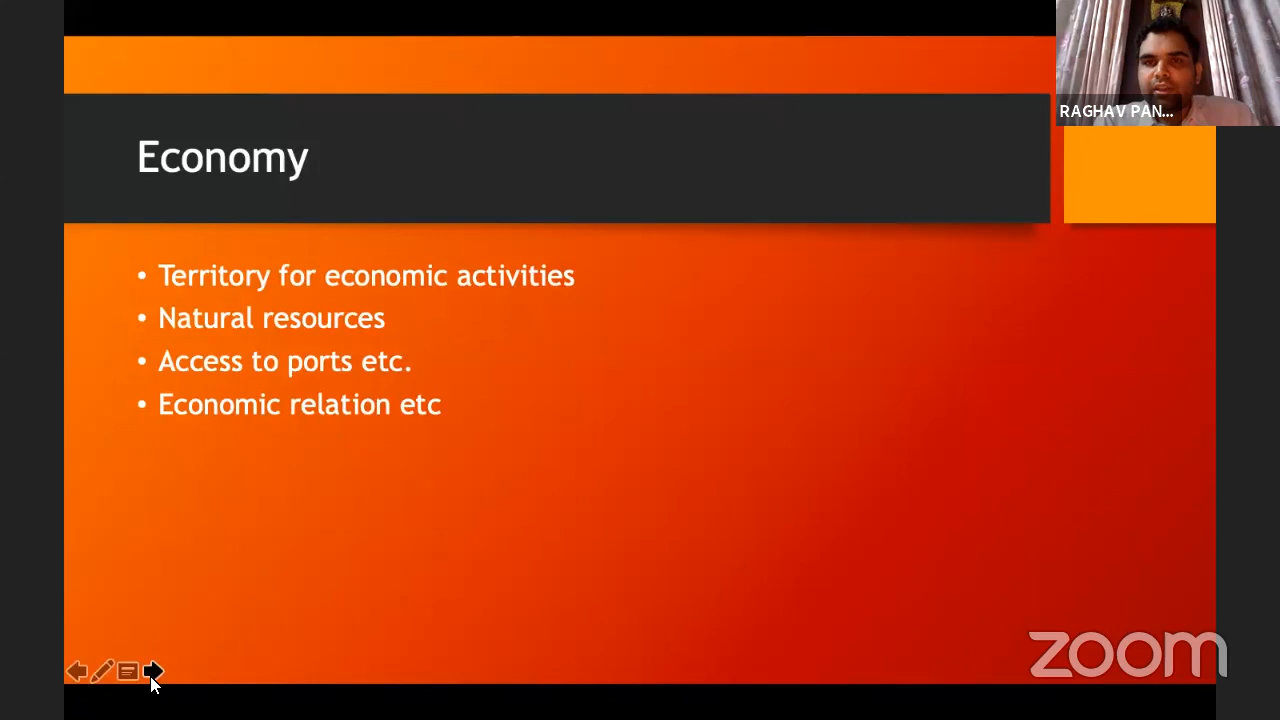 RAGHAV PAN...
Economy
• Territory for economic activities
• Natural resources
• Access to ports etc.
• Economic relation etc
zoom